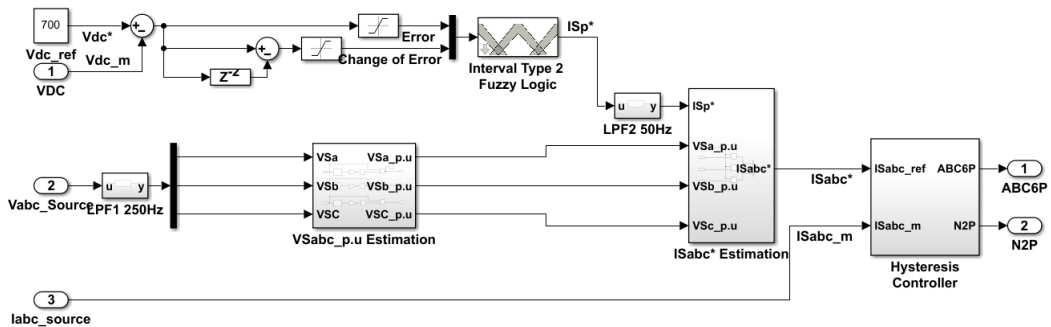 700
Vdc*
Vdc_ref
Vdc_m
1
VDC
Z-2
Error
Change of Error
Interval Type 2
Fuzzy Logic
ISp*
u y
LPF2 50Hz
2
Vabc_Source
u y
LPF1 250Hz
VSa VSa_p.u
VSb VSb_p.u
VSC VSC_p.u
VSabc_p.u Estimation
ISp*
VSa_p.u
ISabc*
VSb_p.u
VSc_p.u
ISabc* Estimation
ISabc*
ISabc_m
ISabc_ref ABC6P
ISabc_m N2P
Hysteresis
Controller
1
ABC6P
2
N2P
3
Iabc_source